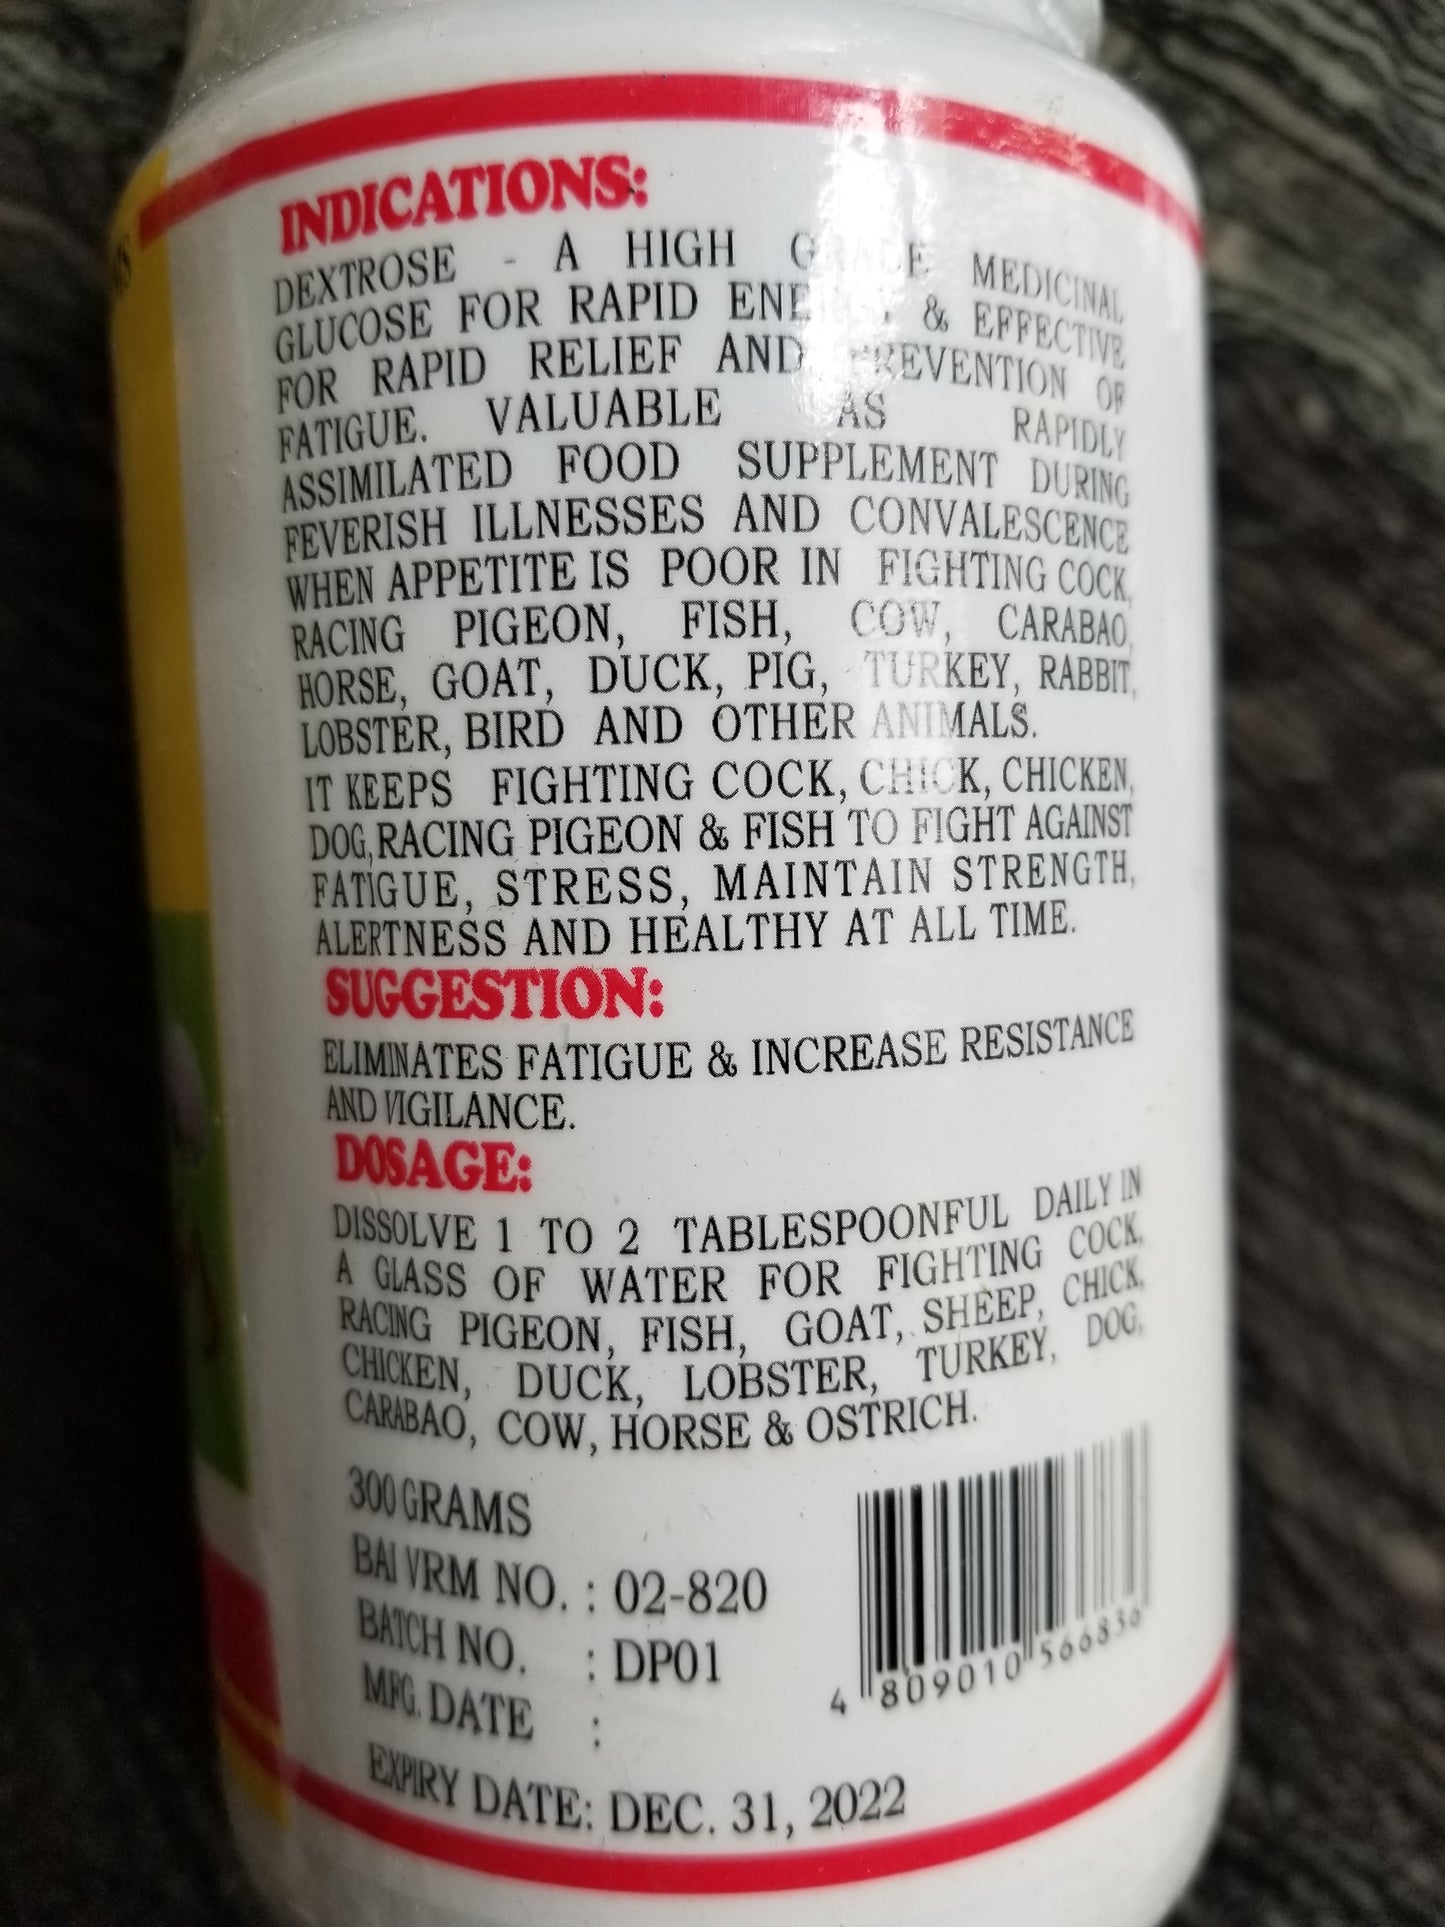 INDICATIONS:
DEXTROSE - A HIGH GRADE MEDICINAL
GLUCOSE FOR RAPID ENERGY & EFFECTIVE
FOR RAPID RELIEF AND PREVENTION OF
FATIGUE. VALUABLE AS RAPIDLY
ASSIMILATED FOOD SUPPLEMENT DURING
FEVERISH ILLNESSES AND CONVALESCENCE
WHEN APPETITE IS POOR IN FIGHTING COCK,
RACING PIGEON, FISH, COW, CARABAO,
HORSE, GOAT, DUCK, PIG, TURKEY, RABBIT,
LOBSTER, BIRD AND OTHER ANIMALS.
IT KEEPS FIGHTING COCK, CHICK, CHICKEN,
DOG, RACING PIGEON & FISH TO FIGHT AGAINST
FATIGUE, STRESS, MAINTAIN STRENGTH,
ALERTNESS AND HEALTHY AT ALL TIME.
SUGGESTION:
ELIMINATES FATIGUE & INCREASE RESISTANCE
AND VIGILANCE.
DOSAGE:
DISSOLVE 1 TO 2 TABLESPOONFUL DAILY IN
A GLASS OF WATER FOR FIGHTING COCK,
RACING PIGEON, FISH, GOAT, SHEEP, CHICK,
CHICKEN, DUCK, LOBSTER, TURKEY, DOG,
CARABAO, COW, HORSE & OSTRICH.
300 GRAMS
BAI VRM NO. : 02-820
BATCH NO. : DP01
MFG. DATE :
EXPIRY DATE: DEC. 31, 2022
4 809010 566836